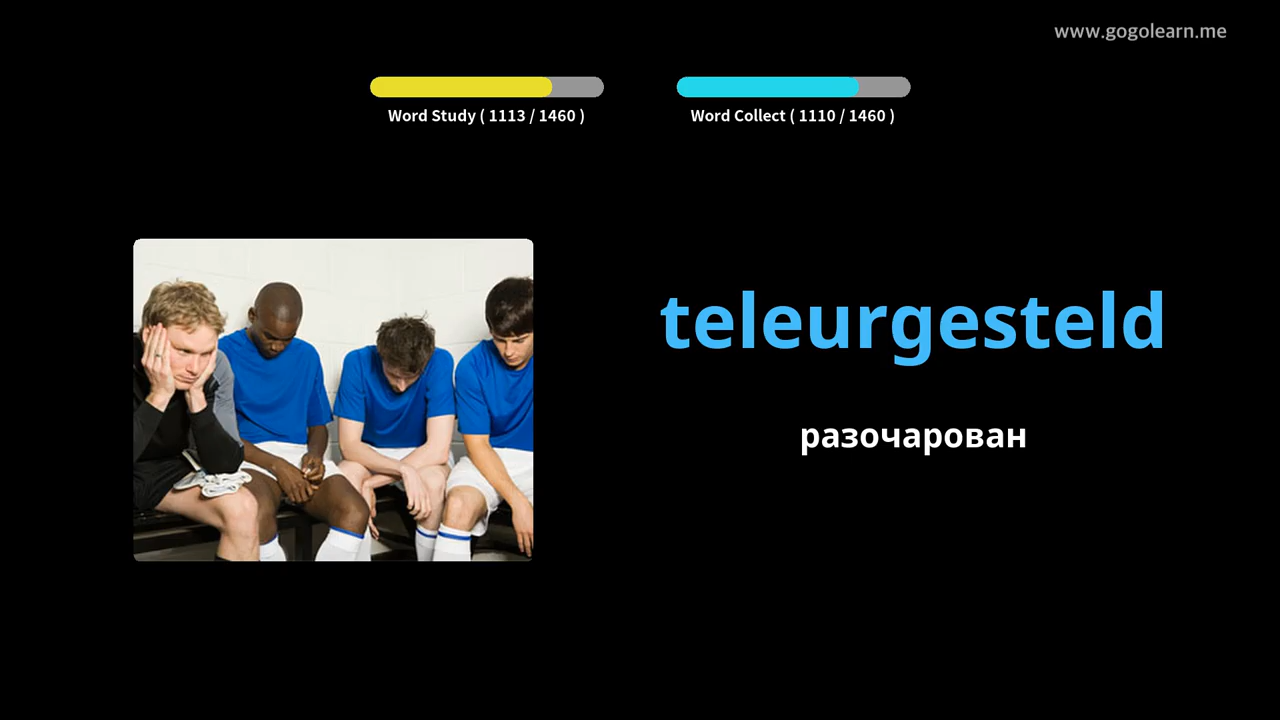 www.gogolearn.me
Word Study ( 1113 / 1460 )
Word Collect ( 1110 / 1460 )
teleurgesteld
разочарован